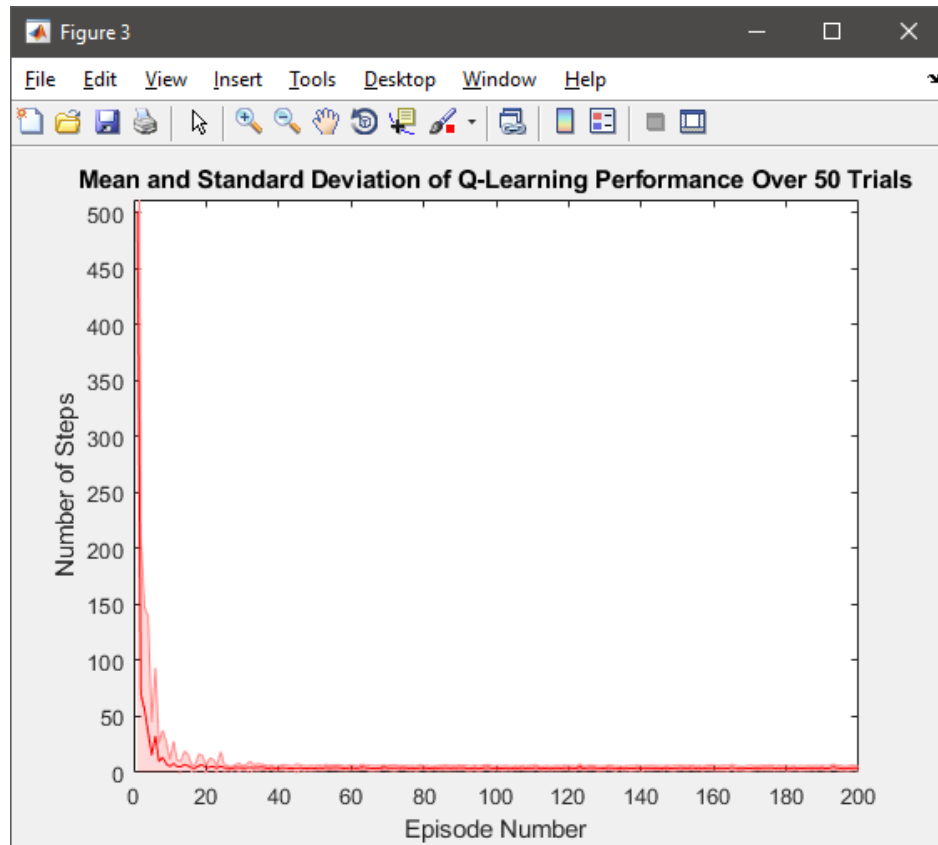 Figure 3
File Edit View Insert Tools Desktop Window Help
Mean and Standard Deviation of Q-Learning Performance Over 50 Trials
500
450
400
350
300
250
200
150
100
50
0
Number of Steps
0 20 40 60 80 100 120 140 160 180 200
Episode Number